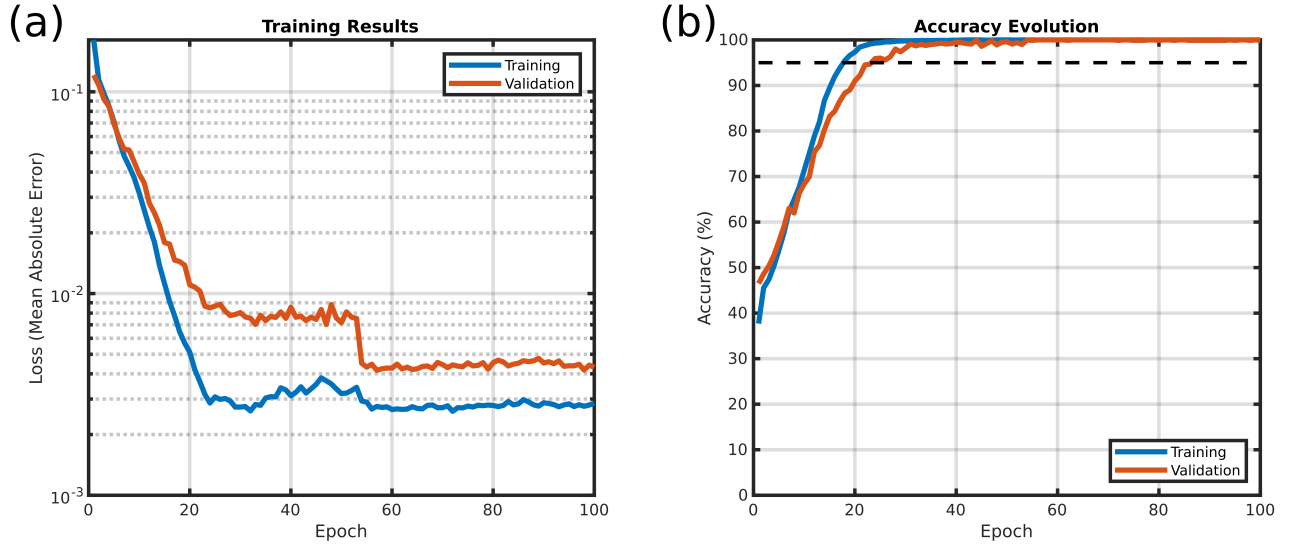 (a)
Training Results
Training
Validation
10-1
10-2
10-3
0 20 40 60 80 100
Epoch
Loss (Mean Absolute Error)
(b)
Accuracy Evolution
100
90
80
70
60
50
40
30
20
10
0
Training
Validation
0 20 40 60 80 100
Epoch
Accuracy (%)